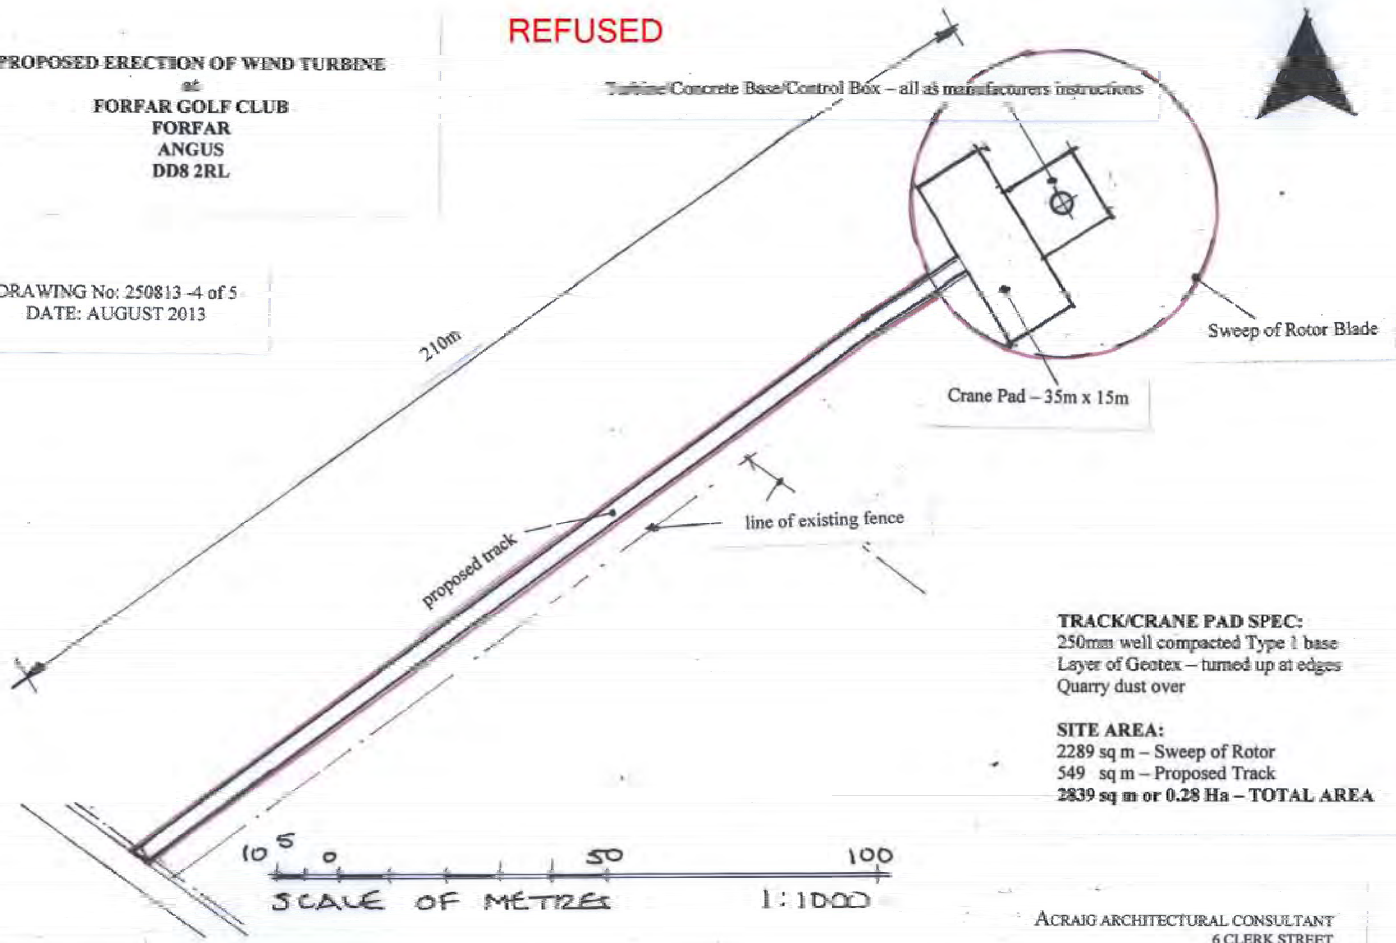 REFUSED
PROPOSED ERECTION OF WIND TURBINE
at
FORFAR GOLF CLUB
FORFAR
ANGUS
DD8 2RL
Turbine/Concrete Base/Control Box – all as manufacturers instructions
DRAWING No: 250813 -4 of 5
DATE: AUGUST 2013
210m
Sweep of Rotor Blade
Crane Pad – 35m x 15m
line of existing fence
proposed track
TRACK/CRANE PAD SPEC:
250mm well compacted Type 1 base
Layer of Geotex – turned up at edges
Quarry dust over
SITE AREA:
2289 sq m – Sweep of Rotor
549 sq m – Proposed Track
2839 sq m or 0.28 Ha – TOTAL AREA
10 5 0 50 100
SCALE OF METRES 1:1000
ACRAIG ARCHITECTURAL CONSULTANT
6 CLERK STREET